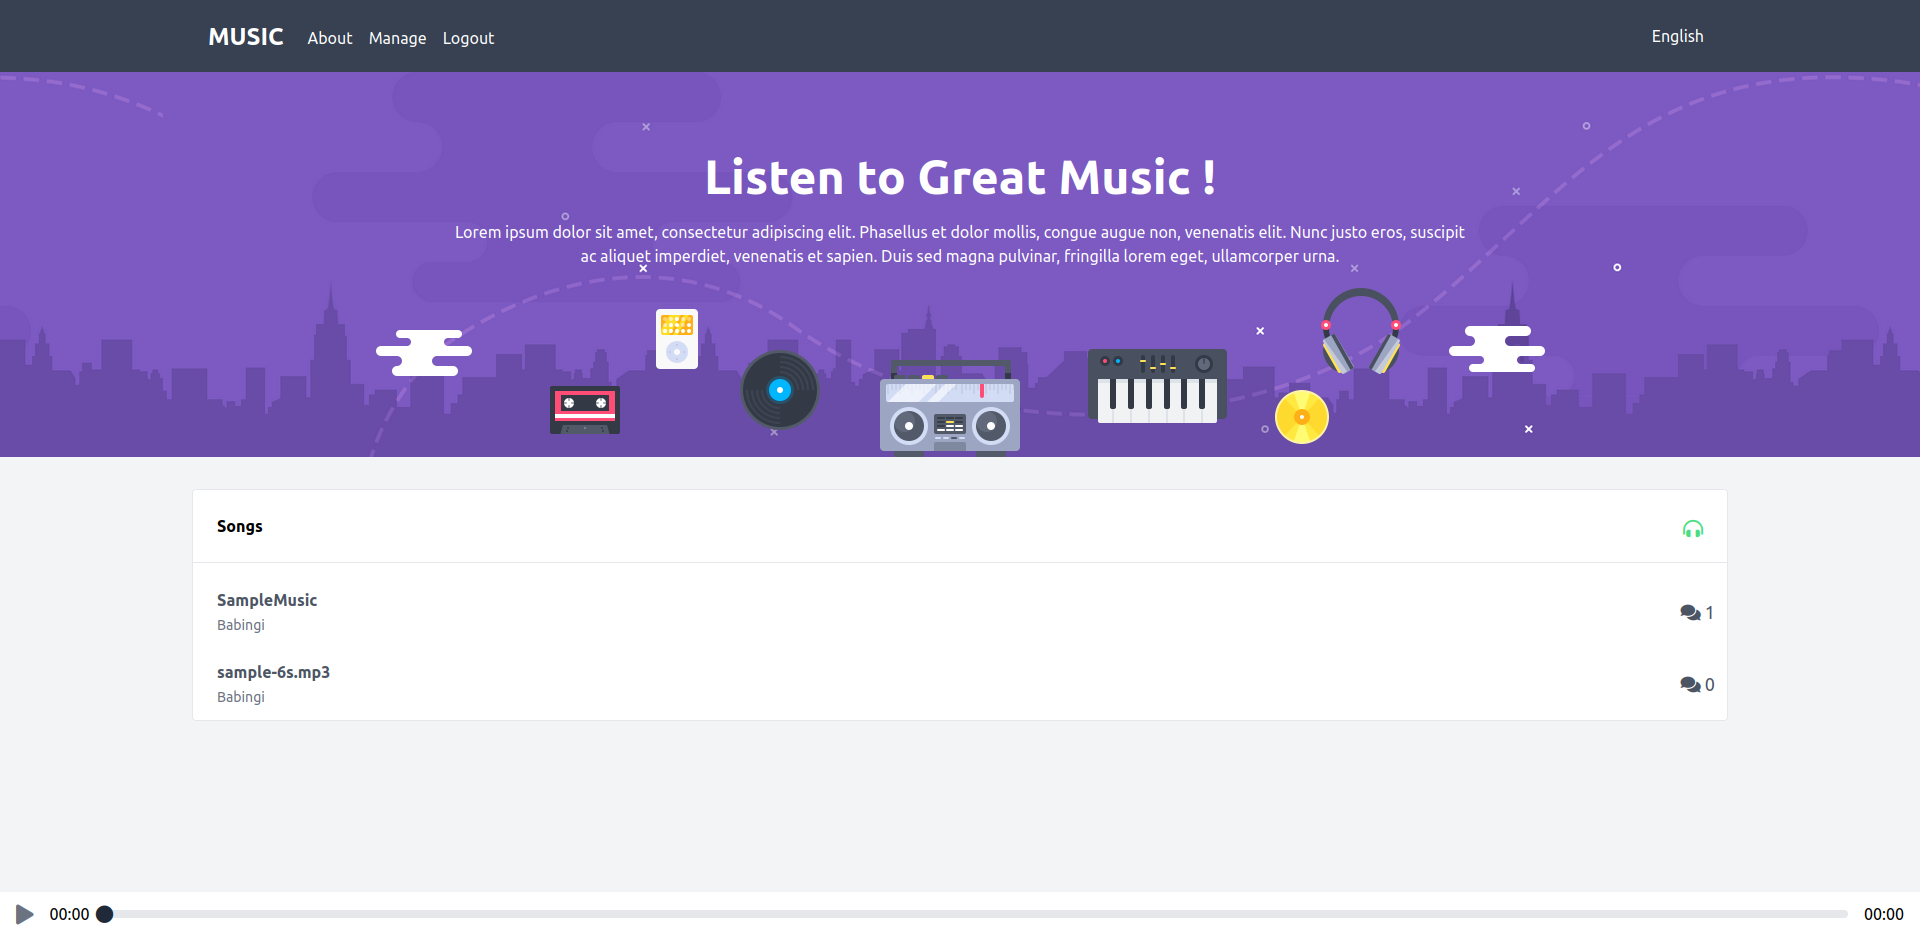 MUSIC About Manage Logout English
Listen to Great Music !
Lorem ipsum dolor sit amet, consectetur adipiscing elit. Phasellus et dolor mollis, congue augue non, venenatis elit. Nunc justo eros, suscipit
ac aliquet imperdiet, venenatis et sapien. Duis sed magna pulvinar, fringilla lorem eget, ullamcorper urna.
Songs
SampleMusic
Babingi
1
sample-6s.mp3
Babingi
0
00:00 00:00